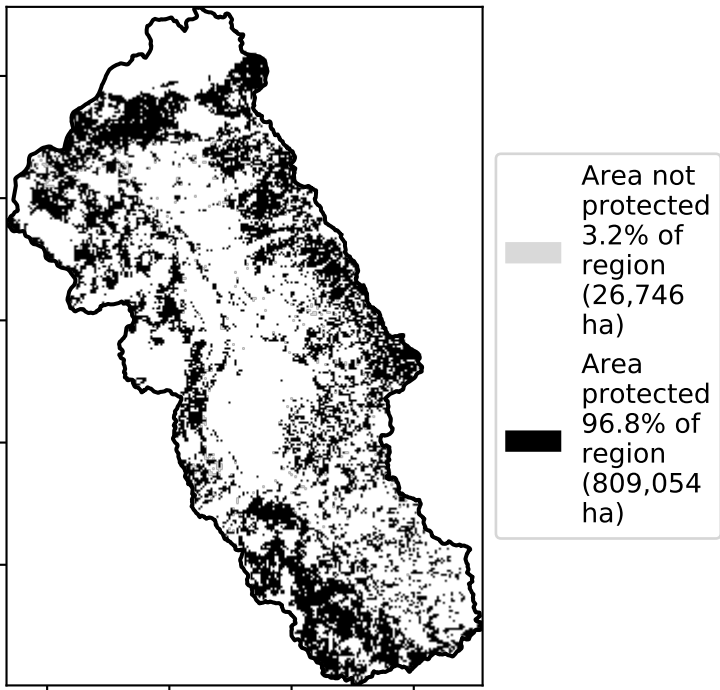 Area not
protected
3.2% of
region
(26,746
ha)
Area
protected
96.8% of
region
(809,054
ha)